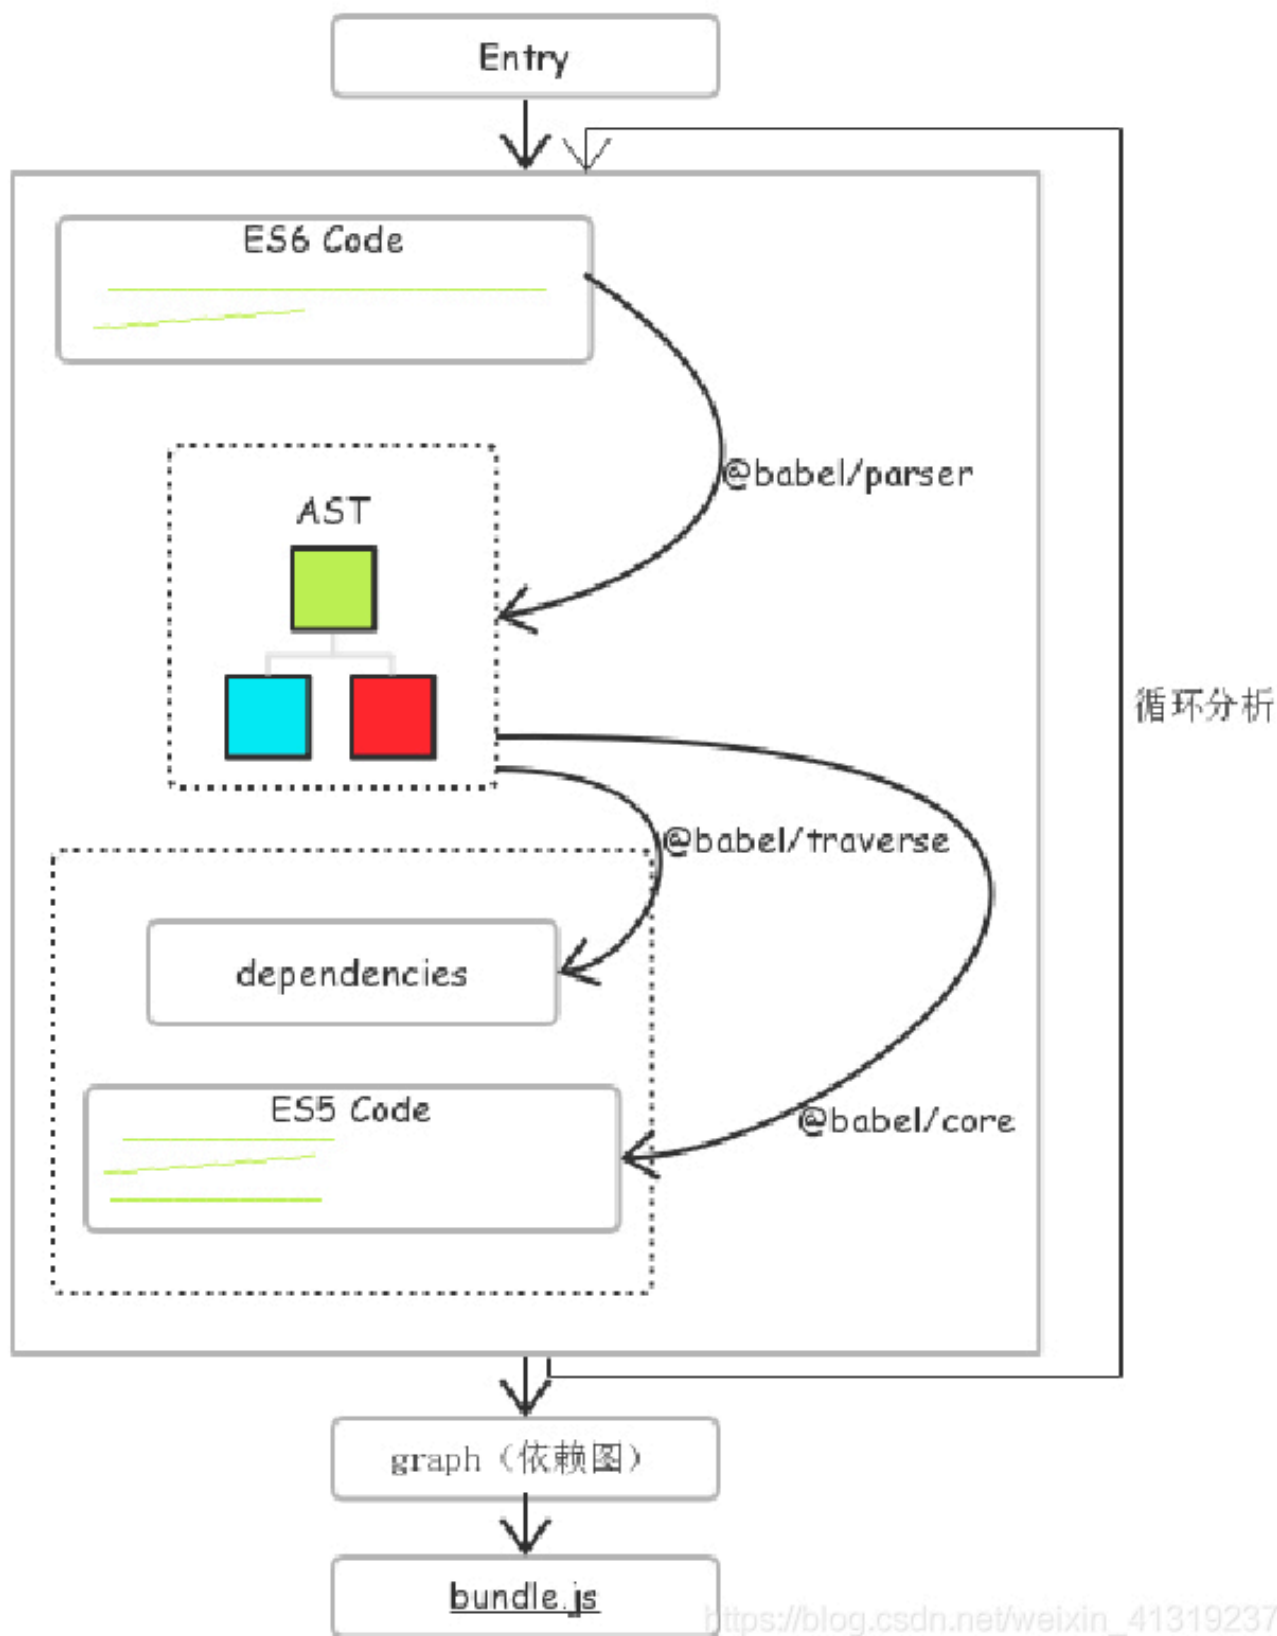 Entry
ES6 Code
@babel/parser
AST
循环分析
@babel/traverse
dependencies
ES5 Code
@babel/core
graph（依赖图）
bundle.js
https://blog.csdn.net/weixin_41319237